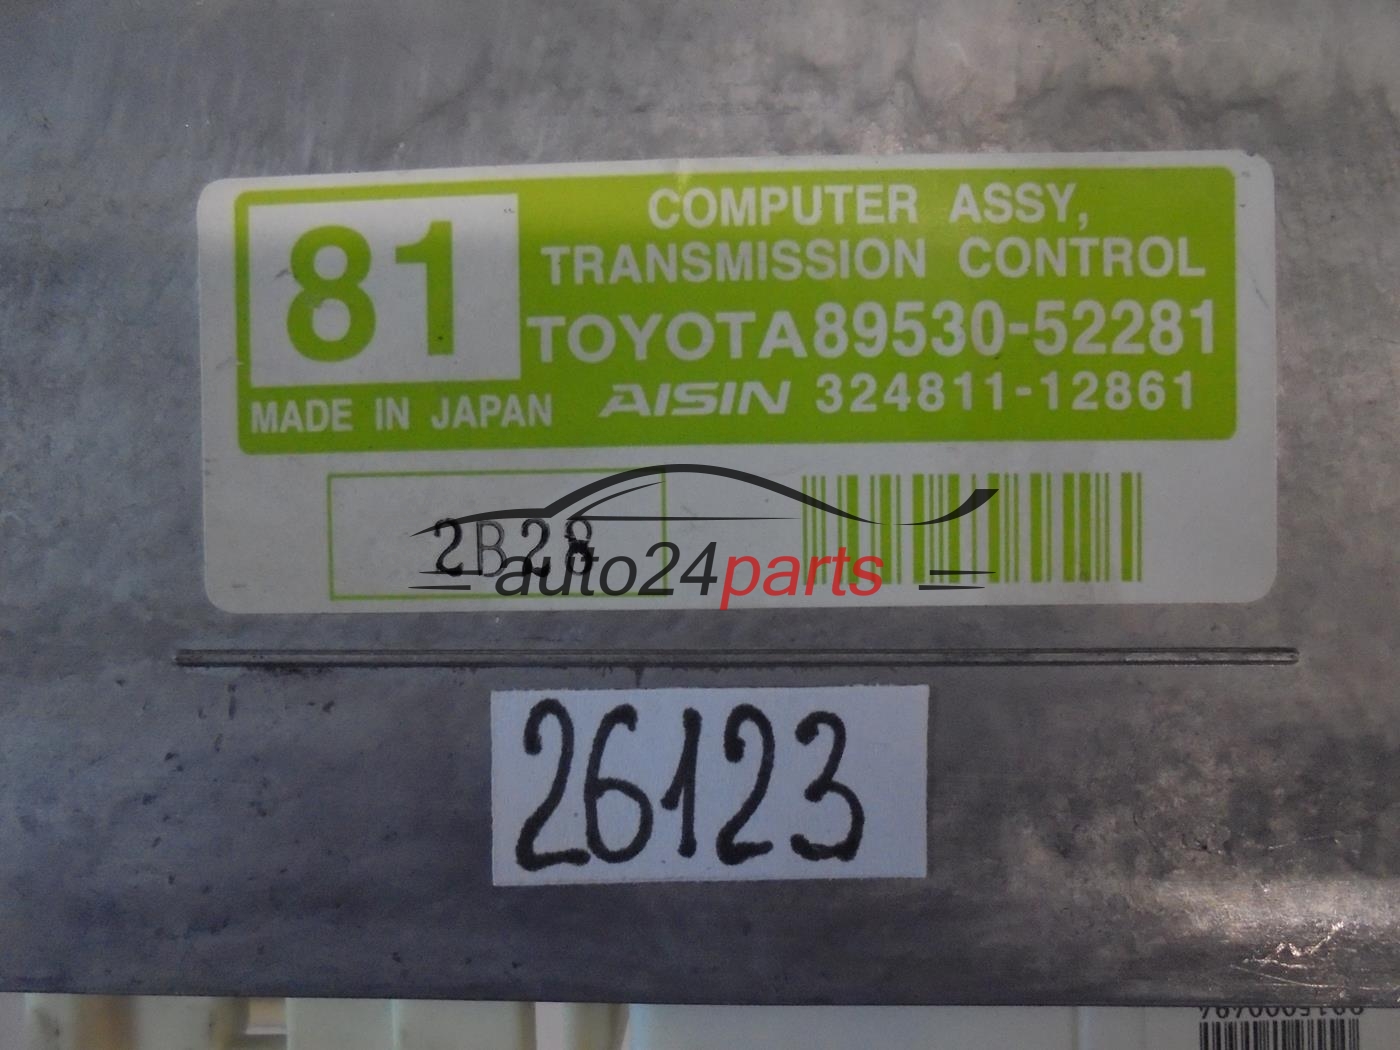 81
COMPUTER ASSY,
TRANSMISSION CONTROL
TOYOTA 89530-52281
MADE IN JAPAN AISIN 324811-12861
2B28
auto24parts
26123